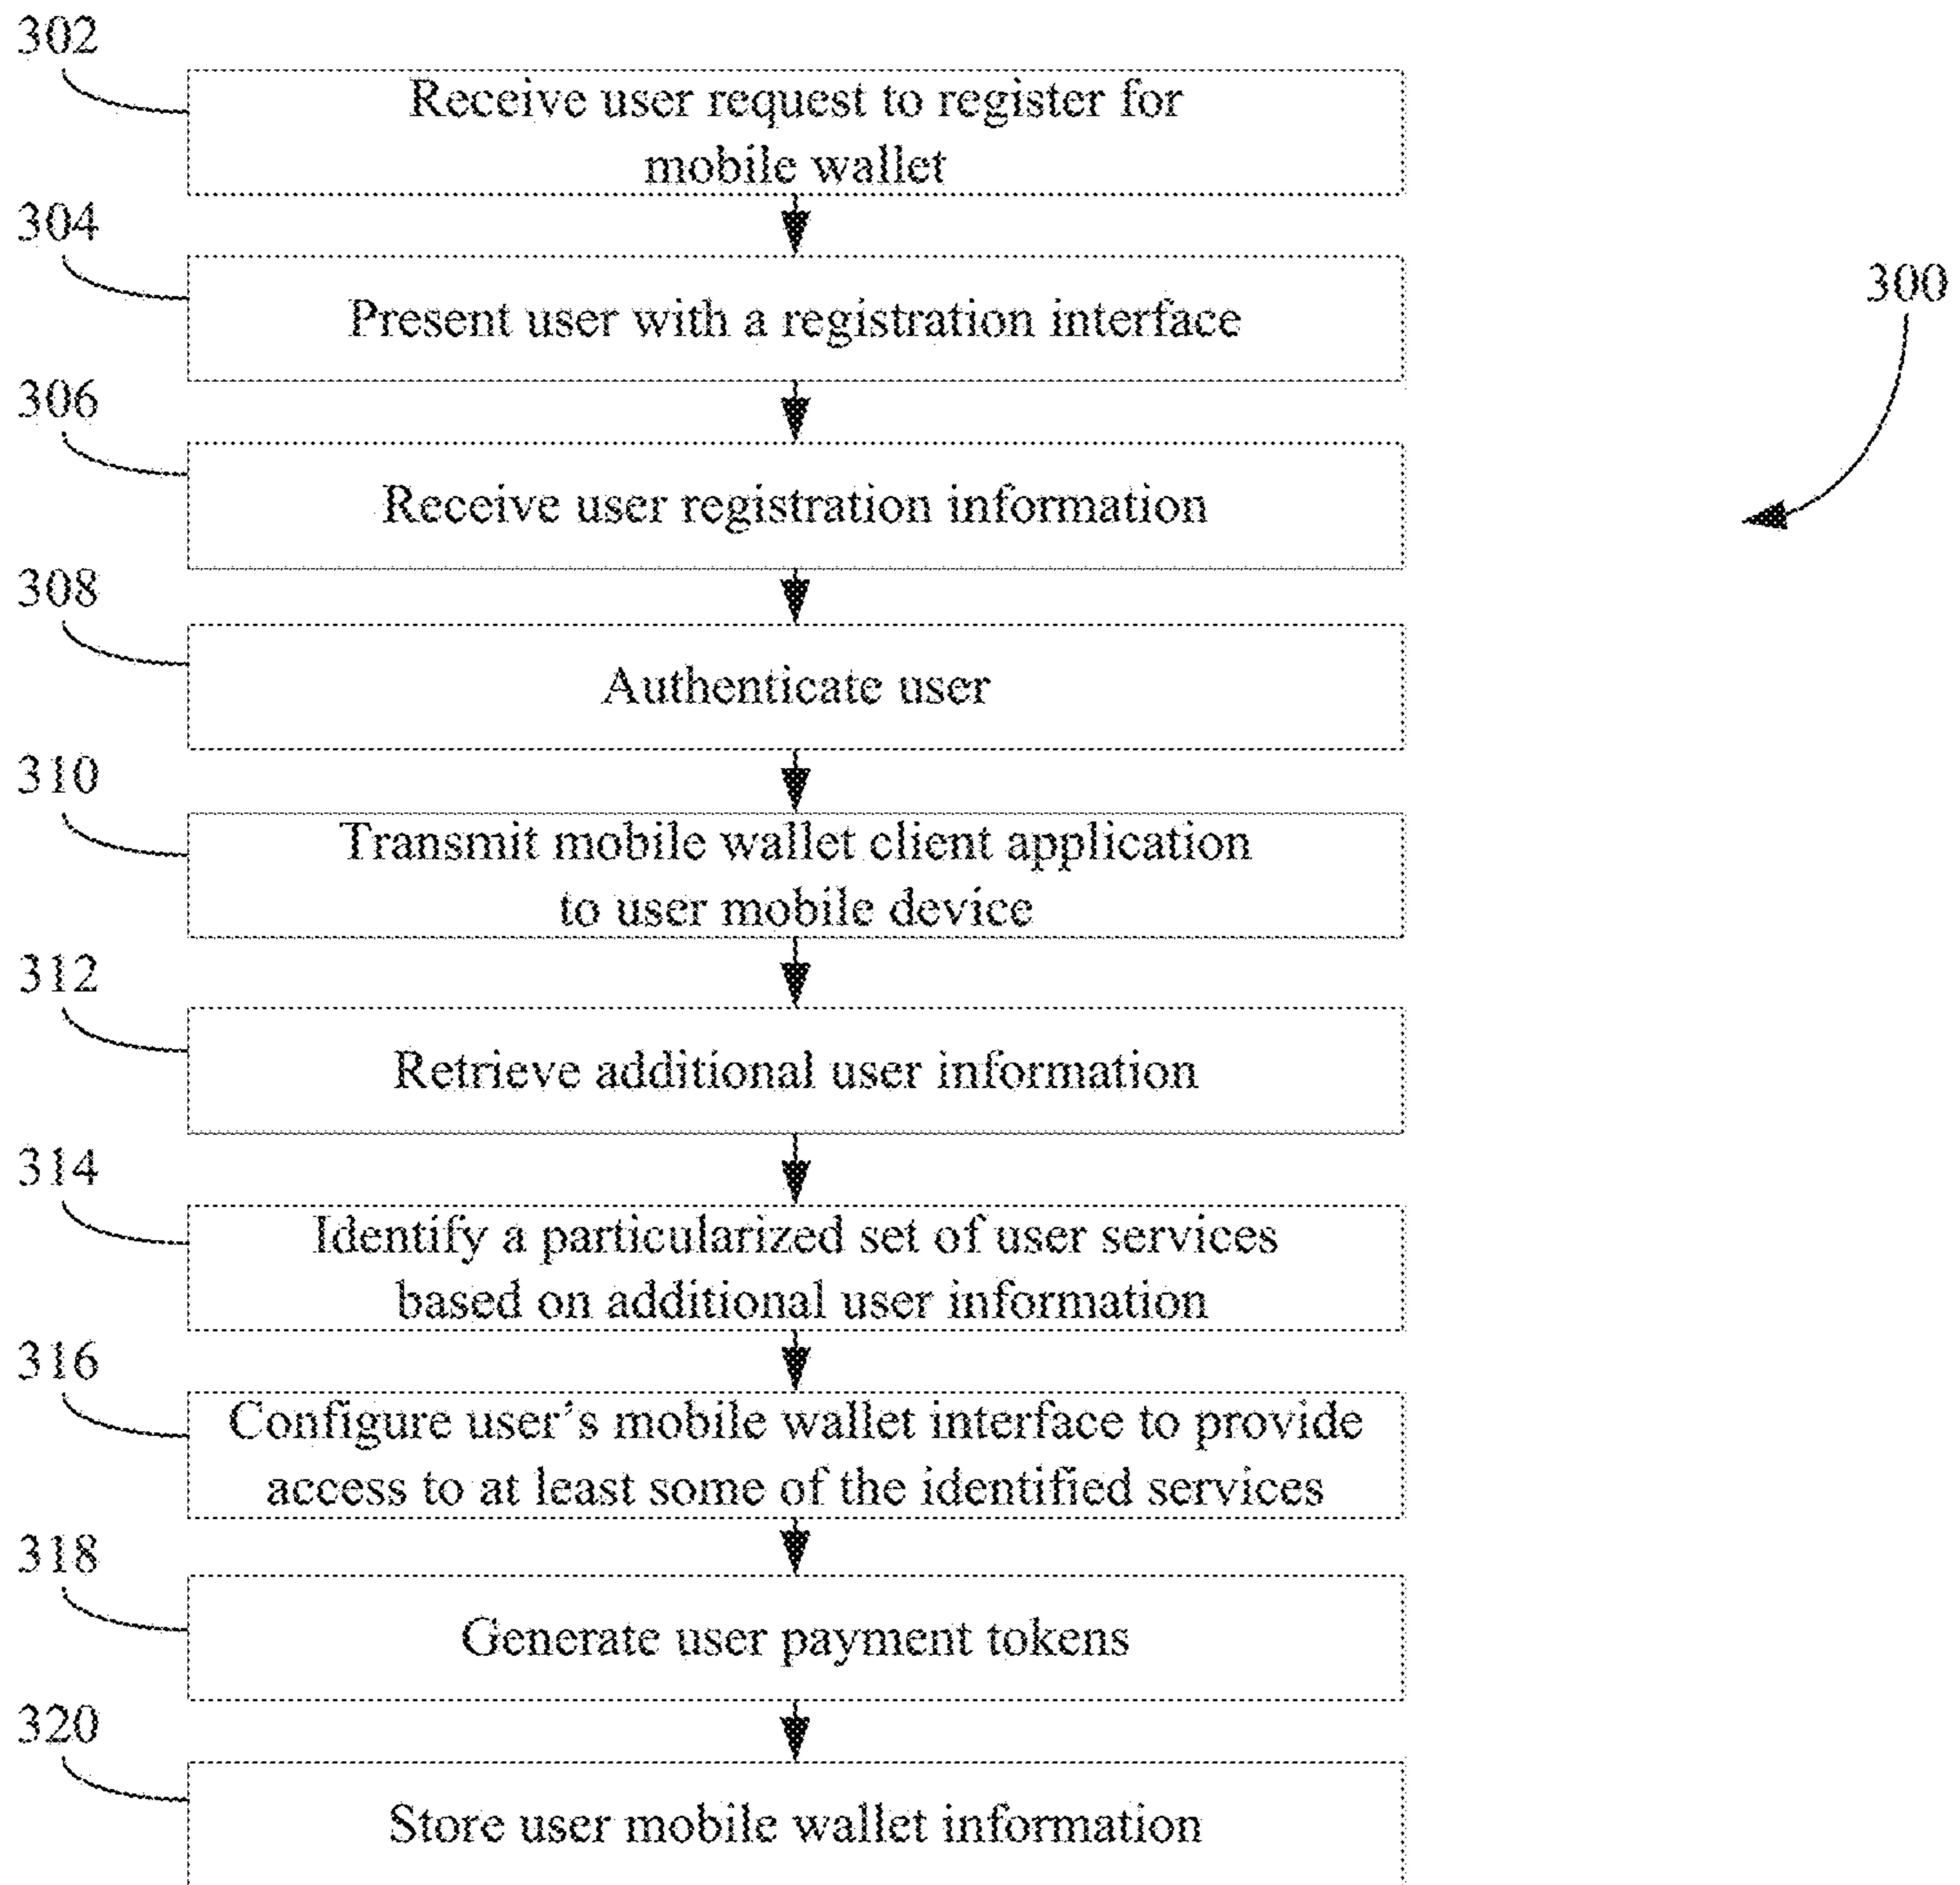 302
Receive user request to register for
mobile wallet
304
Present user with a registration interface
300
306
Receive user registration information
308
Authenticate user
310
Transmit mobile wallet client application
to user mobile device
312
Retrieve additional user information
314
Identify a particularized set of user services
based on additional user information
316
Configure user's mobile wallet interface to provide
access to at least some of the identified services
318
Generate user payment tokens
320
Store user mobile wallet information